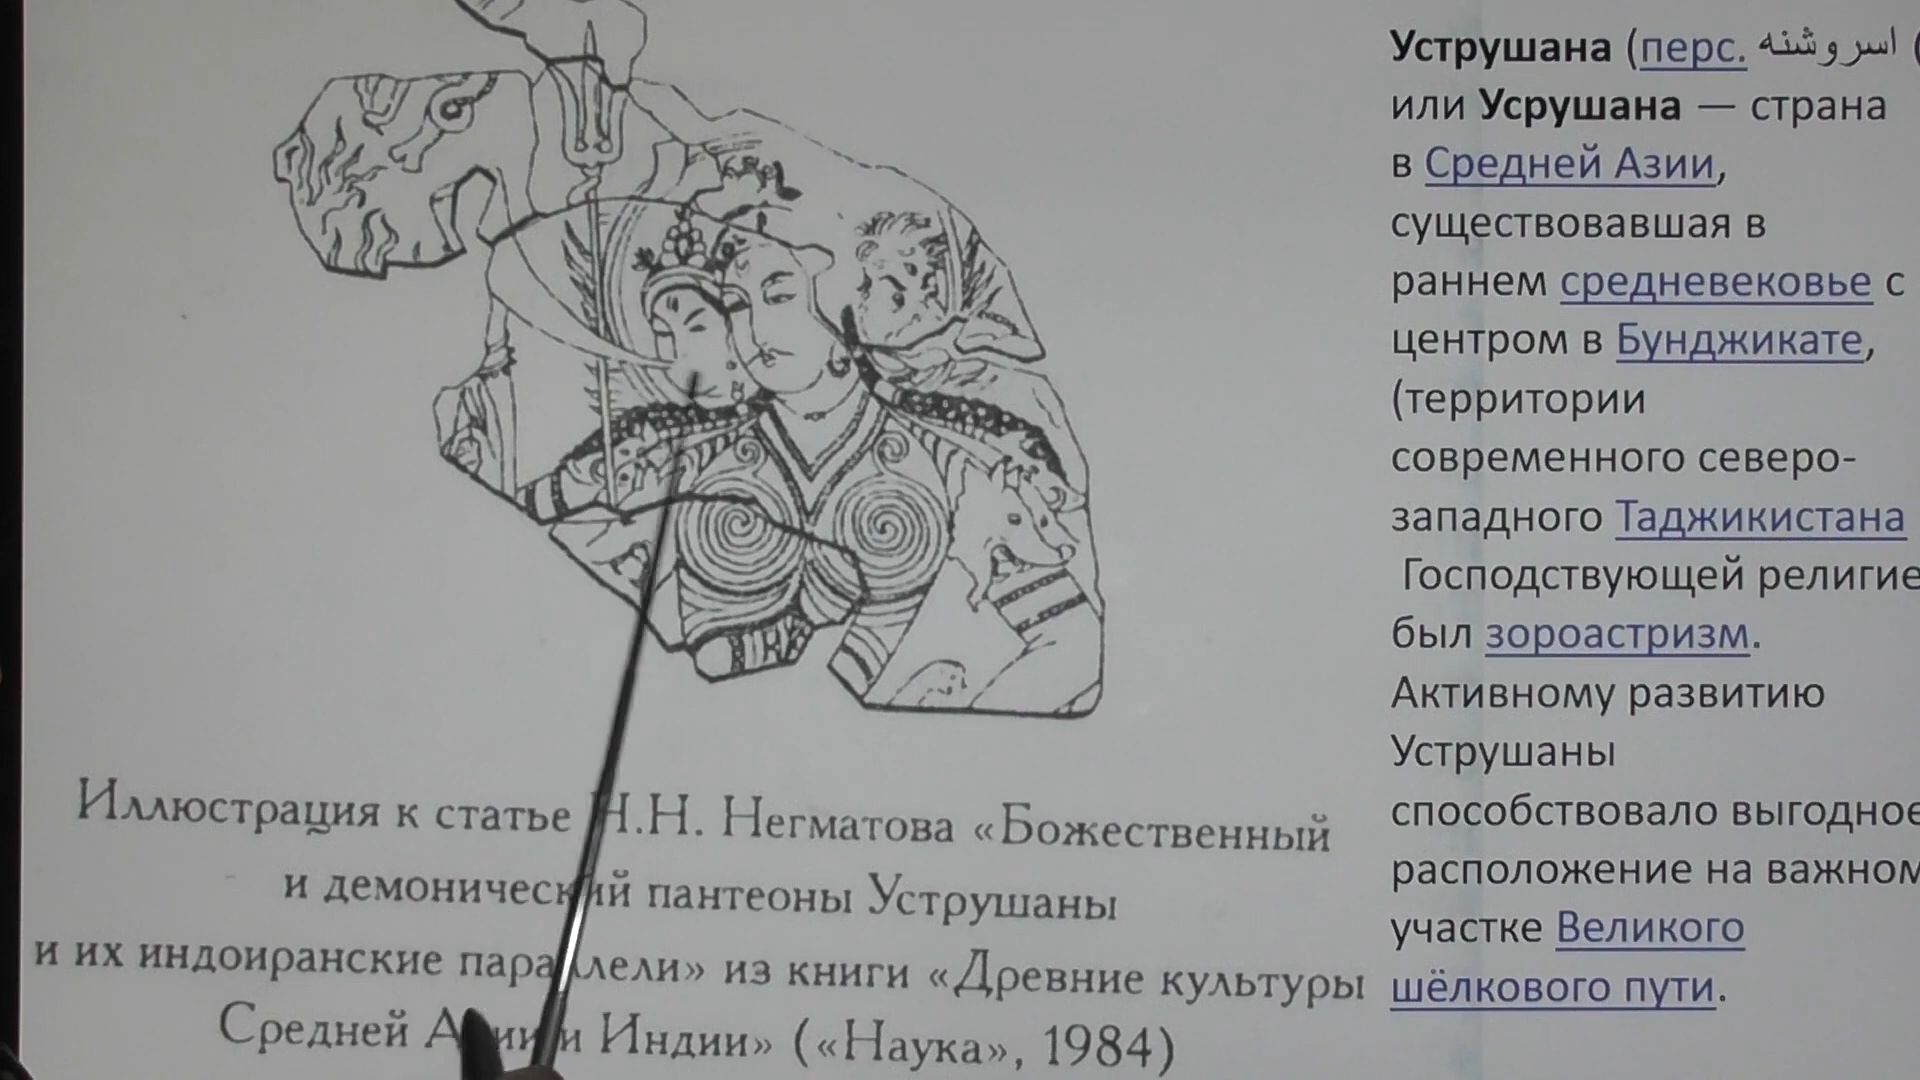 Иллюстрация к статье Н.Н. Негматова «Божественный
и демонический пантеоны Уструшаны
и их индоиранские параллели» из книги «Древние культуры
Средней Азии и Индии» («Наука», 1984)
Уструшана (перс. اسروشنه (
или Усрушана — страна
в Средней Азии,
существовавшая в
раннем средневековье с
центром в Бунджикате,
(территории
современного северо-
западного Таджикистана
Господствующей религие
был зороастризм.
Активному развитию
Уструшаны
способствовало выгодное
расположение на важном
участке Великого
шёлкового пути.